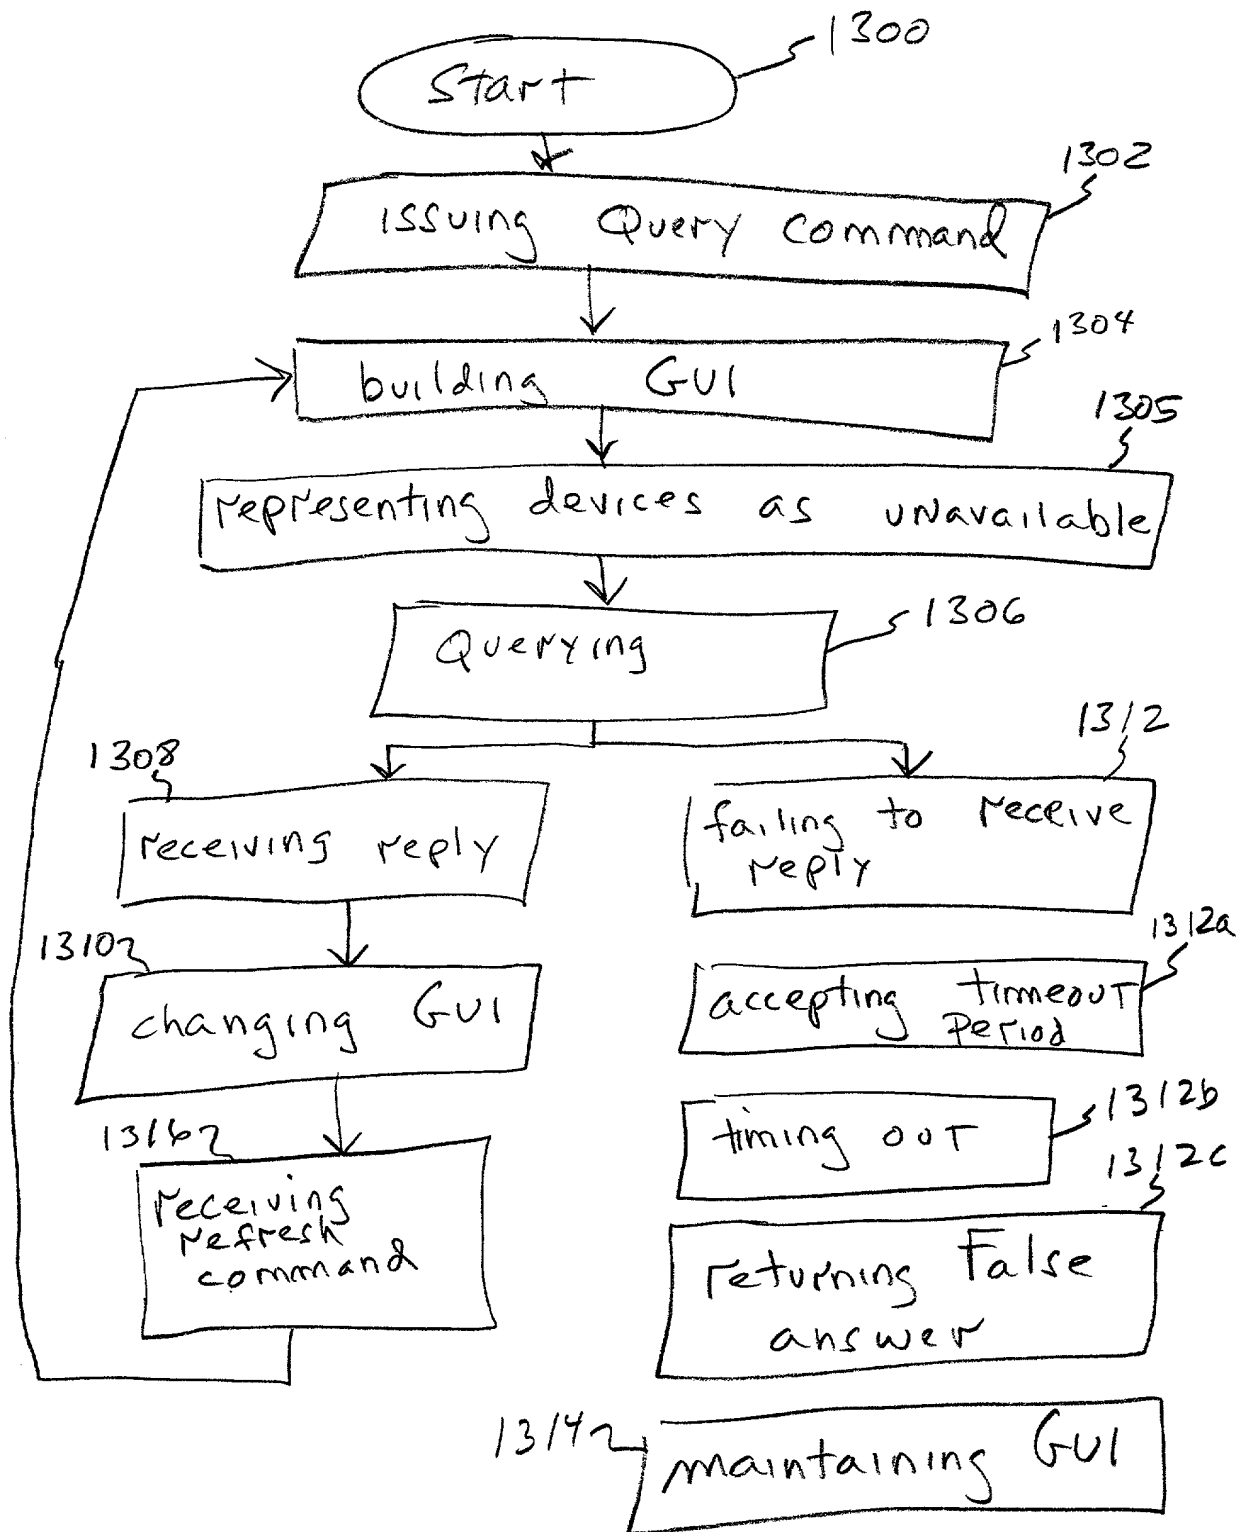 1300
Start
1302
issuing Query command
1304
building GUI
1305
representing devices as unavailable
1306
Querying
1308
receiving reply
1312
failing to receive
reply
1310
changing GUI
1312a
accepting timeout
period
1312b
timing out
1316
receiving
refresh
command
1312c
returning False
answer
1314
maintaining GUI